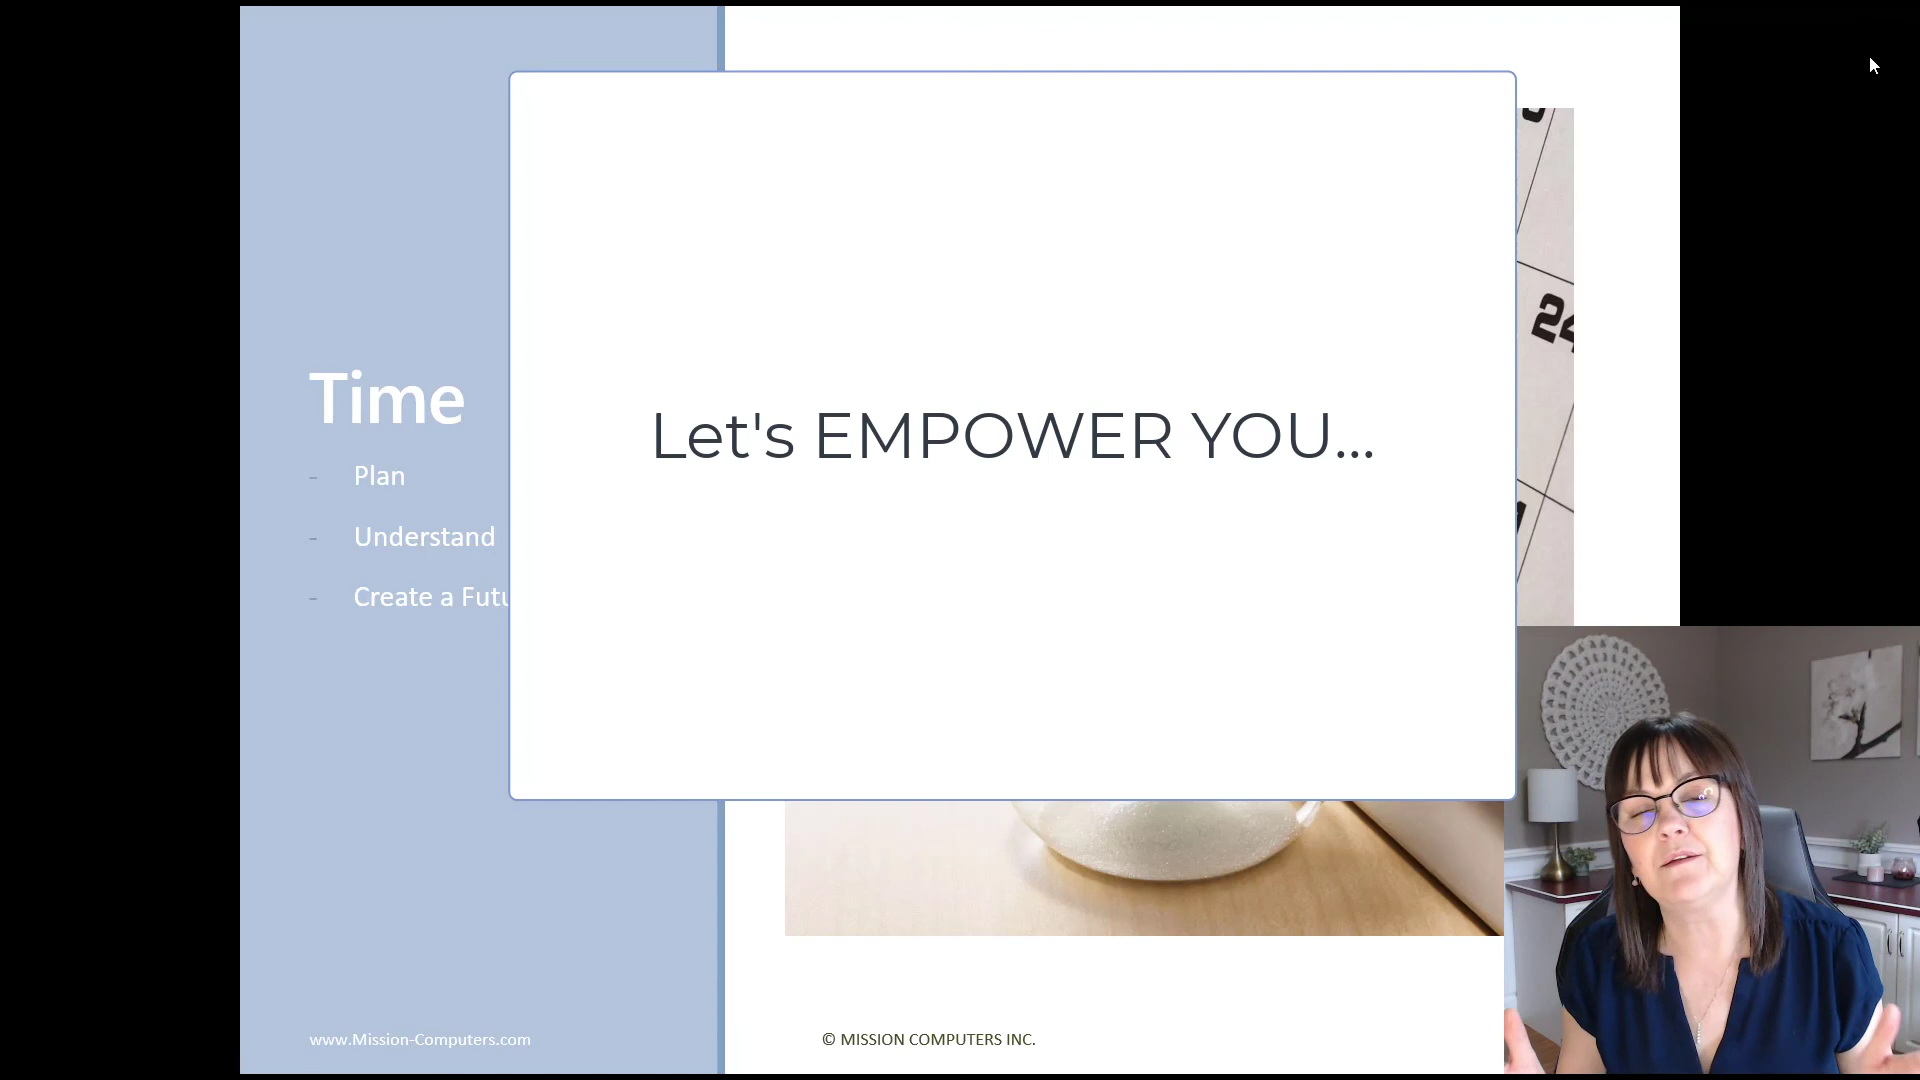 Let's EMPOWER YOU...
Time
- Plan
- Understand
- Create a Futu
24
www.Mission-Computers.com
© MISSION COMPUTERS INC.